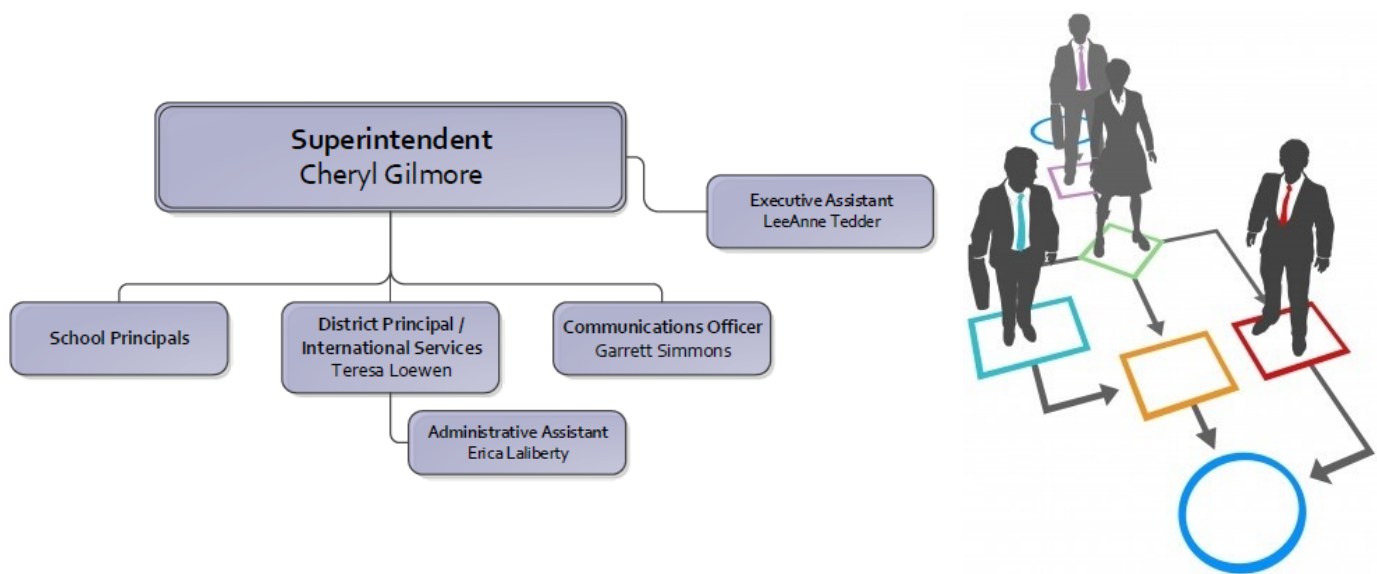 Superintendent
Cheryl Gilmore
Executive Assistant
LeeAnne Tedder
School Principals
District Principal /
International Services
Teresa Loewen
Communications Officer
Garrett Simmons
Administrative Assistant
Erica Laliberty